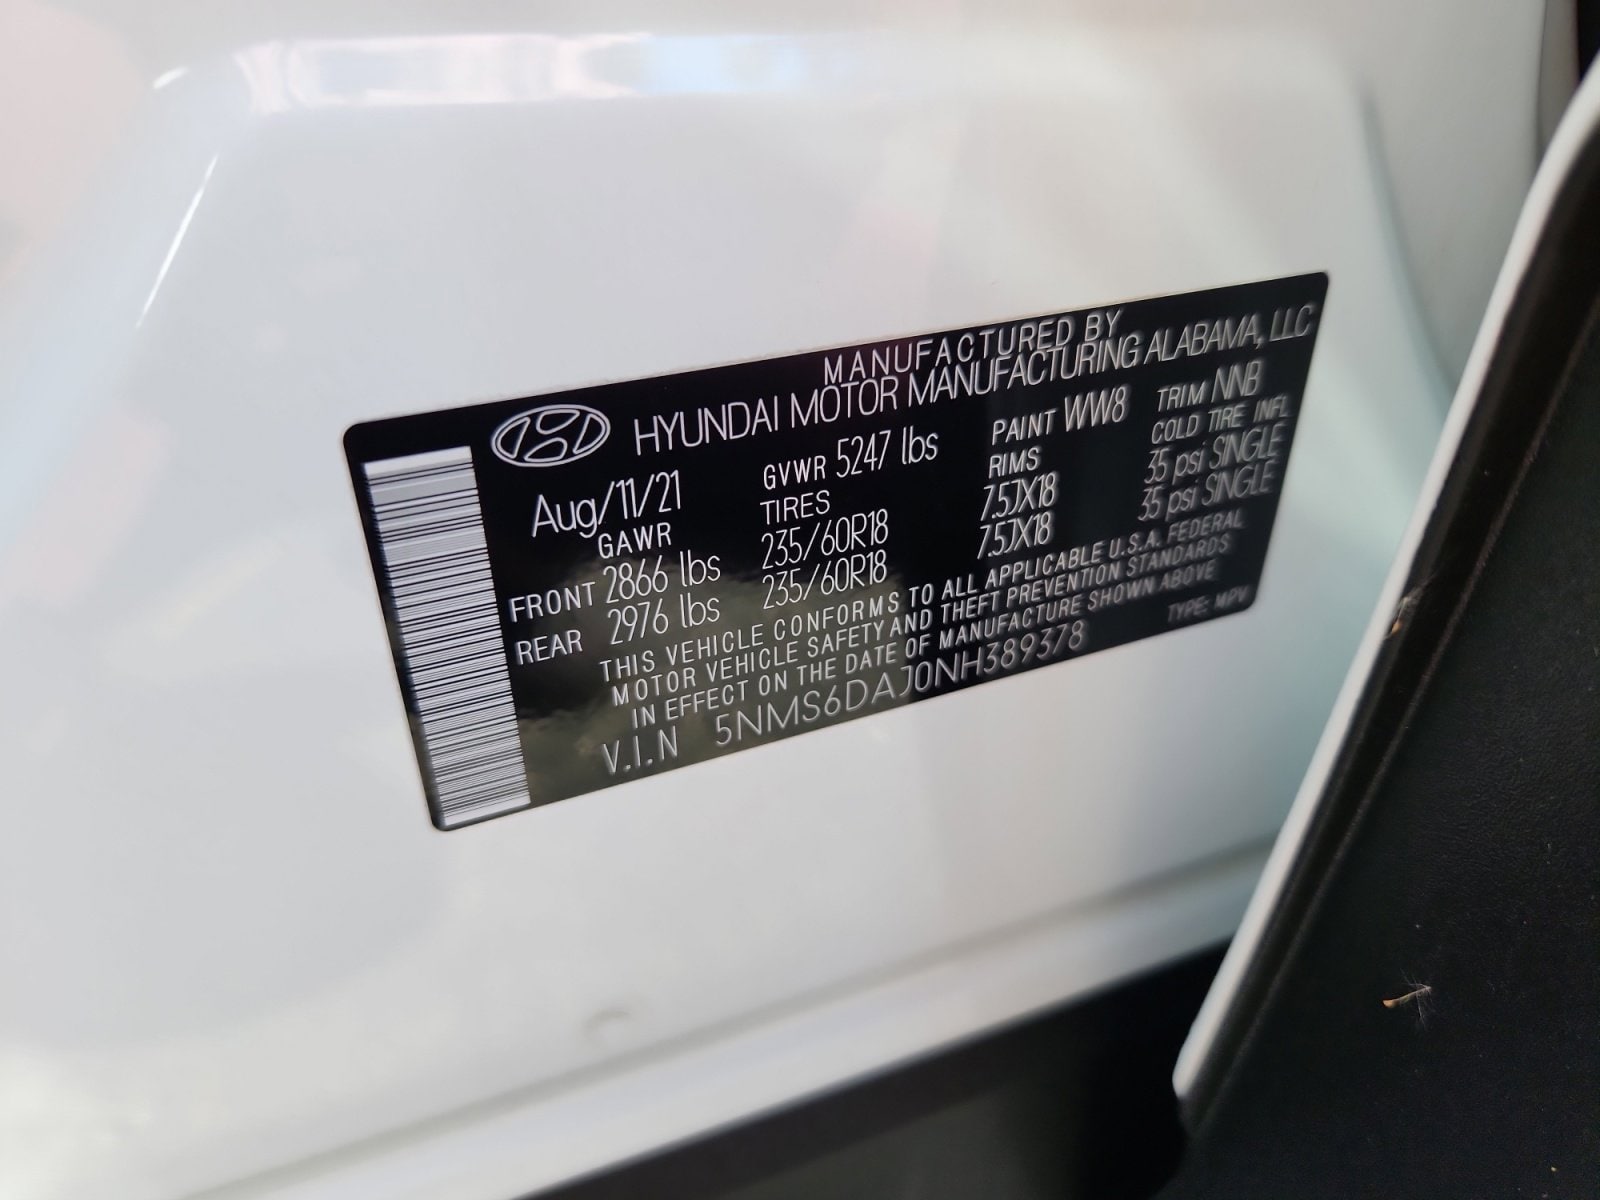 MANUFACTURED BY
HYUNDAI MOTOR MANUFACTURING ALABAMA, LLC
Aug/11/21 GVWR 5247 lbs PAINT WW8 TRIM NNB
GAWR TIRES RIMS COLD TIRE INFL
FRONT 2866 lbs 235/60R18 7.5JX18 35 psi SINGLE
REAR 2976 lbs 235/60R18 7.5JX18 35 psi SINGLE
THIS VEHICLE CONFORMS TO ALL APPLICABLE U.S.A. FEDERAL
MOTOR VEHICLE SAFETY AND THEFT PREVENTION STANDARDS
IN EFFECT ON THE DATE OF MANUFACTURE SHOWN ABOVE
V.I.N 5NMS6DAJ0NH389378 TYPE: MPV